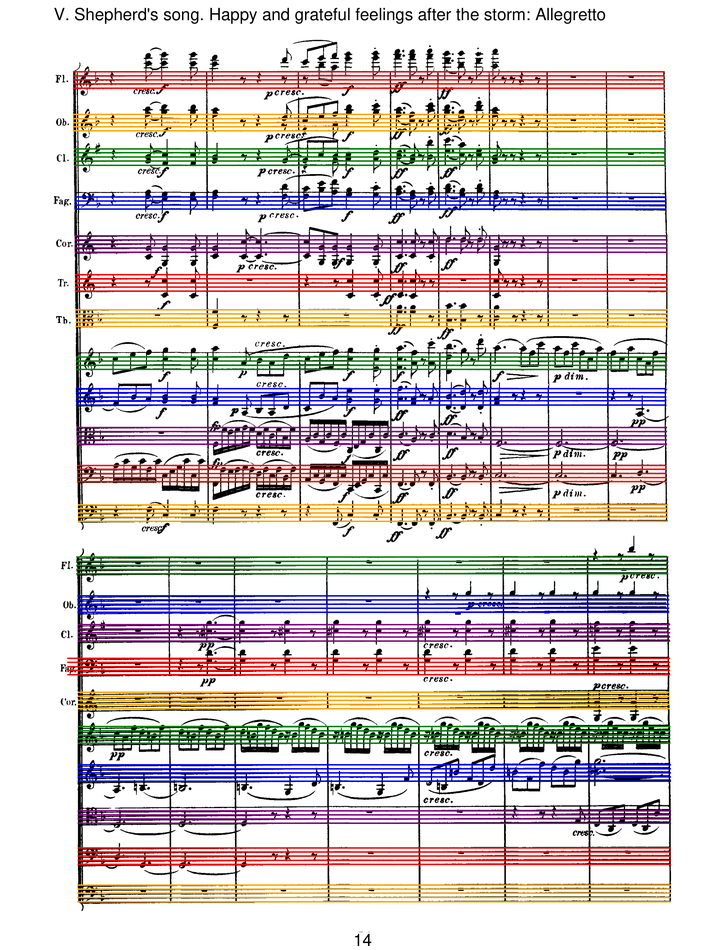 V. Shepherd's song. Happy and grateful feelings after the storm: Allegretto
Fl.
cresc. f p cresc. f ff ff
Ob.
cresc. f p cresc. f ff ff
Cl.
cresc. f p cresc. f ff ff
Fag.
cresc. f p cresc. f ff ff
Cor.
f p cresc. f ff ff
Tr.
f ff
Tb.
ff ff
cresc.
p f ff ff f p dim.
cresc.
f p f ff ff pp
fp cresc. f ff ff p dim. pp
fp cresc. f ff ff p dim. pp
cresc. f f ff ff
Fl.
p cresc.
Ob.
p cresc.
Cl.
pp cresc.
Fag.
pp cresc.
Cor.
p cresc.
pp cresc.
cresc.
cresc.
14